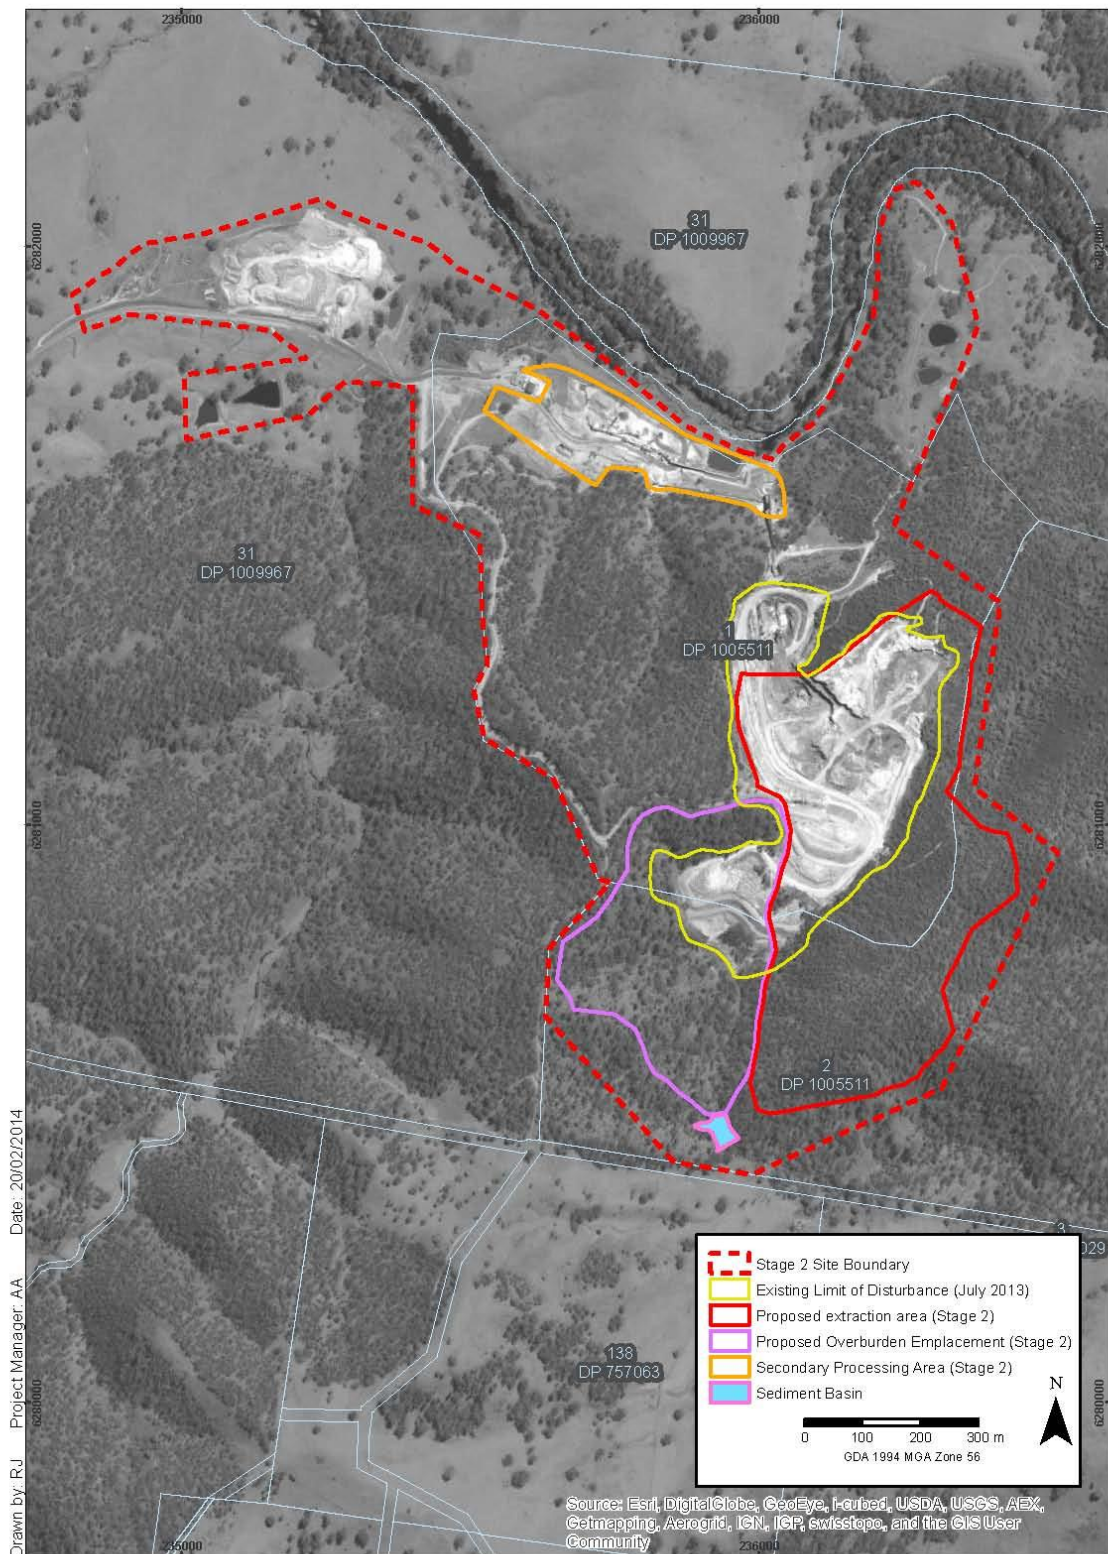 235000
236000
6282000
6282000
31
DP 1009967
31
DP 1009967
1
DP 1005511
6281000
6281000
2
DP 1005511
3
029
Stage 2 Site Boundary
Existing Limit of Disturbance (July 2013)
Proposed extraction area (Stage 2)
Proposed Overburden Emplacement (Stage 2)
Secondary Processing Area (Stage 2)
Sediment Basin
N
0 100 200 300 m
GDA 1994 MGA Zone 56
138
DP 757063
6280000
6280000
Source: Esri, DigitalGlobe, GeoEye, i-cubed, USDA, USGS, AEX,
Getmapping, Aerogrid, IGN, IGP, swisstopo, and the GIS User
Community
235000
236000
Drawn by: RJ Project Manager: AA Date: 20/02/2014